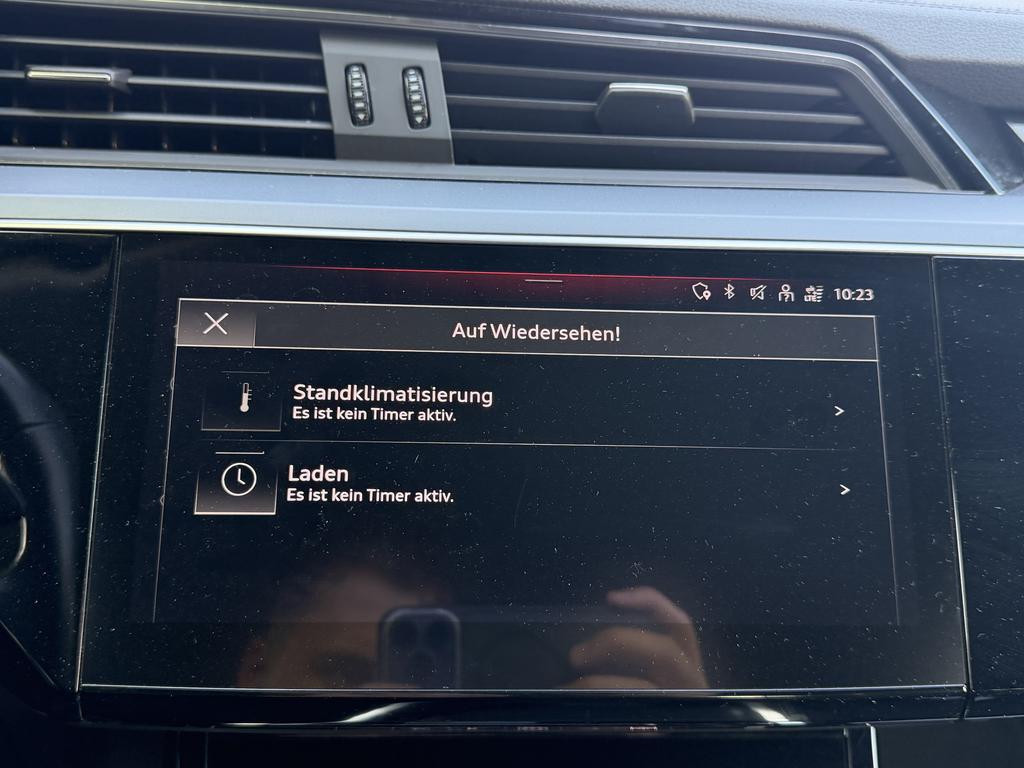 10:23
Auf Wiedersehen!
Standklimatisierung
Es ist kein Timer aktiv.
Laden
Es ist kein Timer aktiv.